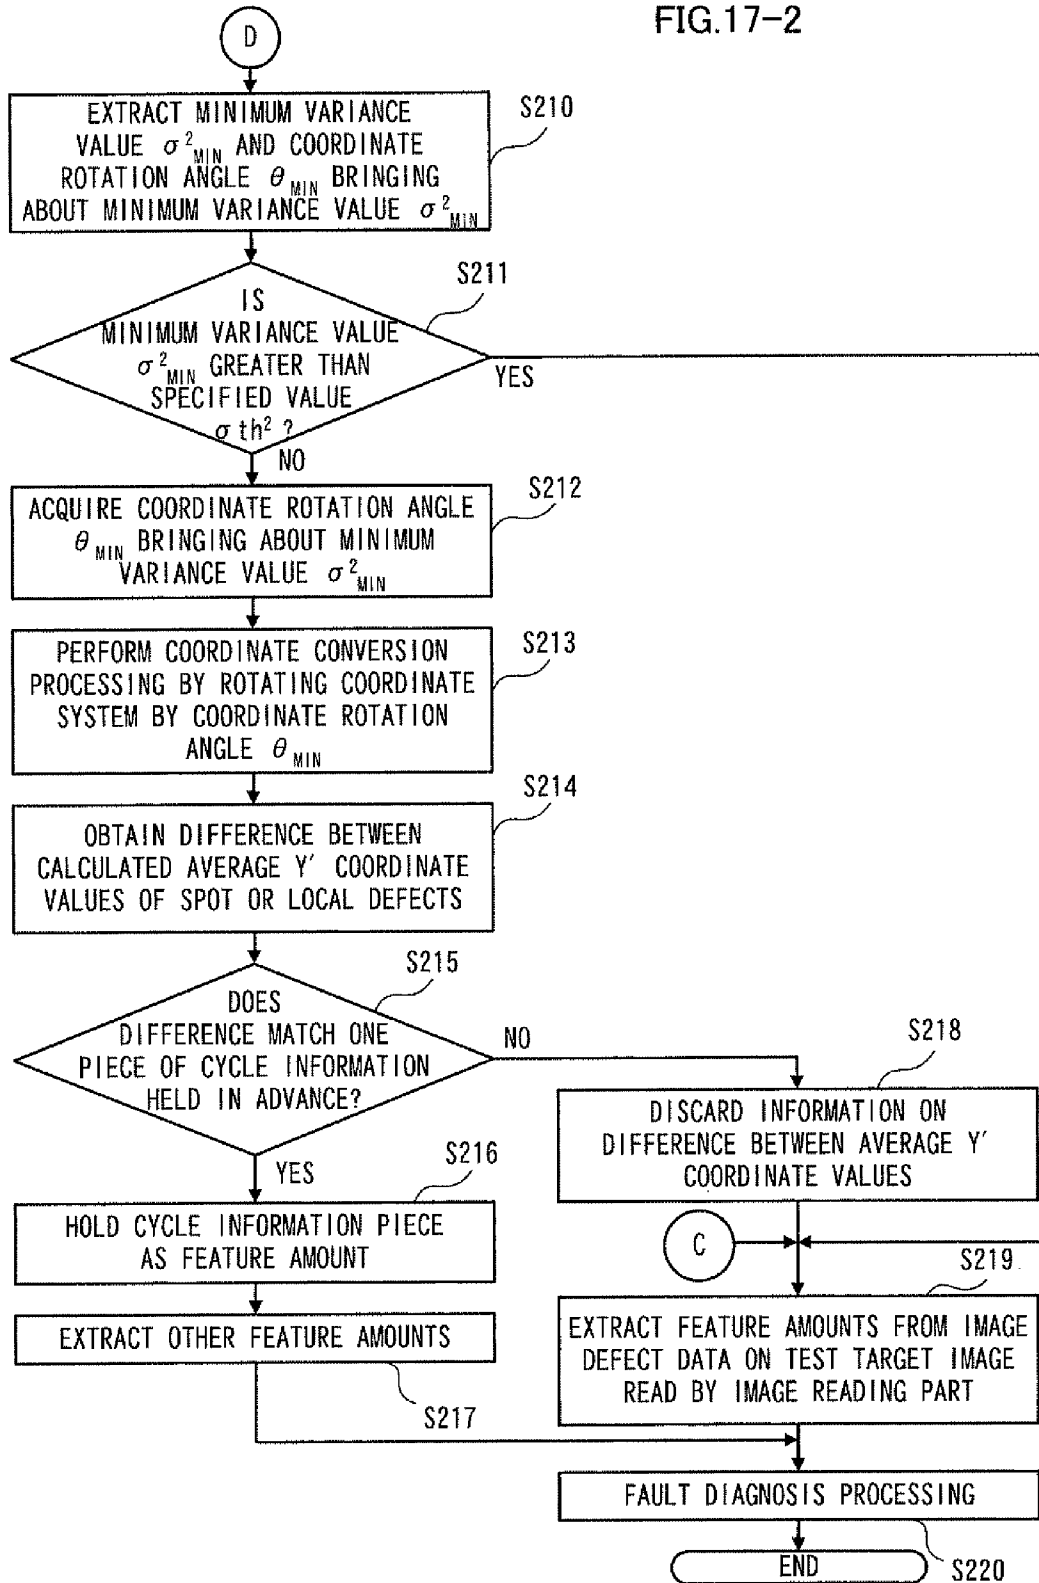 FIG.17-2
D
EXTRACT MINIMUM VARIANCE
VALUE σ²MIN AND COORDINATE
ROTATION ANGLE θMIN BRINGING
ABOUT MINIMUM VARIANCE VALUE σ²MIN
S210
IS
MINIMUM VARIANCE VALUE
σ²MIN GREATER THAN
SPECIFIED VALUE
σth² ?
S211
YES
NO
ACQUIRE COORDINATE ROTATION ANGLE
θMIN BRINGING ABOUT MINIMUM
VARIANCE VALUE σ²MIN
S212
PERFORM COORDINATE CONVERSION
PROCESSING BY ROTATING COORDINATE
SYSTEM BY COORDINATE ROTATION
ANGLE θMIN
S213
OBTAIN DIFFERENCE BETWEEN
CALCULATED AVERAGE Y' COORDINATE
VALUES OF SPOT OR LOCAL DEFECTS
S214
DOES
DIFFERENCE MATCH ONE
PIECE OF CYCLE INFORMATION
HELD IN ADVANCE?
S215
NO
YES
HOLD CYCLE INFORMATION PIECE
AS FEATURE AMOUNT
S216
EXTRACT OTHER FEATURE AMOUNTS
S217
DISCARD INFORMATION ON
DIFFERENCE BETWEEN AVERAGE Y'
COORDINATE VALUES
S218
C
EXTRACT FEATURE AMOUNTS FROM IMAGE
DEFECT DATA ON TEST TARGET IMAGE
READ BY IMAGE READING PART
S219
FAULT DIAGNOSIS PROCESSING
S220
END